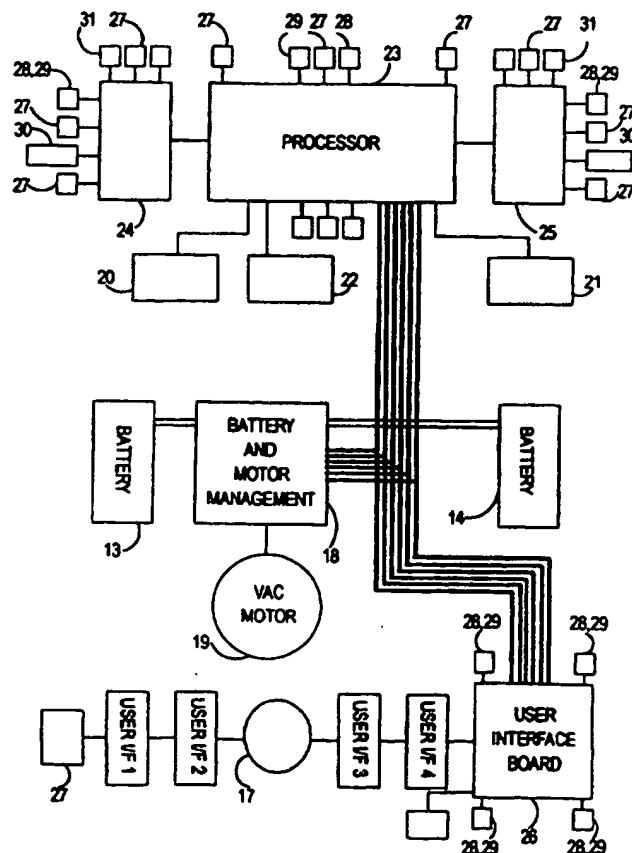 31 27 27 29 27 28 27 27 31
28,29 23 28,29
27 PROCESSOR 27
30 30
27 27
24 25
20 22 21
BATTERY
BATTERY
AND
MOTOR
MANAGEMENT
BATTERY
13 18 14
VAC
MOTOR
19
28,29 28,29
USER I/F 1
USER I/F 2
USER I/F 3
USER I/F 4
USER
INTERFACE
BOARD
27 17 26
28,29 28,29